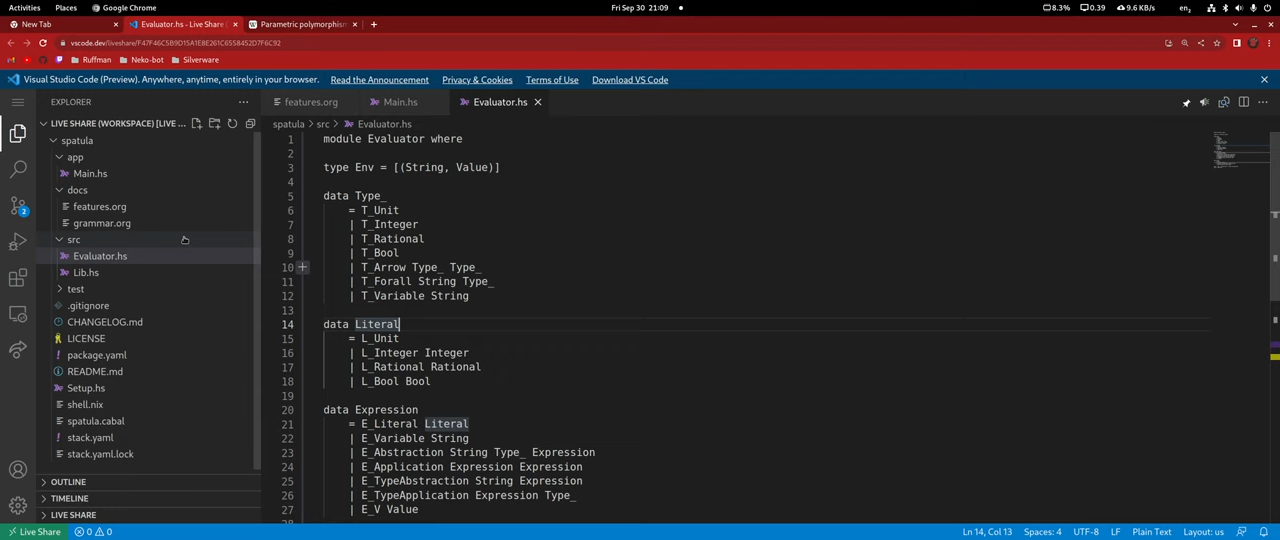 Activities Places Google Chrome Fri Sep 30 21:09 8.3% 0.39 9.6 KB/s en₂
New Tab Evaluator.hs - Live Share Parametric polymorphism
vscode.dev/liveshare/F47F46C5B9D15A1E8E261C6558452D7F6C92
Ruffman Neko-bot Silverware
Visual Studio Code (Preview). Anywhere, anytime, entirely in your browser. Read the Announcement Privacy & Cookies Terms of Use Download VS Code
EXPLORER
features.org Main.hs Evaluator.hs
LIVE SHARE (WORKSPACE) [LIVE ...
spatula > src > Evaluator.hs
spatula
app
Main.hs
docs
features.org
grammar.org
src
Evaluator.hs
Lib.hs
test
.gitignore
CHANGELOG.md
LICENSE
package.yaml
README.md
Setup.hs
shell.nix
spatula.cabal
stack.yaml
stack.yaml.lock
OUTLINE
TIMELINE
LIVE SHARE
1 module Evaluator where
2
3 type Env = [(String, Value)]
4
5 data Type_
6 = T_Unit
7 | T_Integer
8 | T_Rational
9 | T_Bool
10 | T_Arrow Type_ Type_
11 | T_Forall String Type_
12 | T_Variable String
13
14 data Literal
15 = L_Unit
16 | L_Integer Integer
17 | L_Rational Rational
18 | L_Bool Bool
19
20 data Expression
21 = E_Literal Literal
22 | E_Variable String
23 | E_Abstraction String Type_ Expression
24 | E_Application Expression Expression
25 | E_TypeAbstraction String Expression
26 | E_TypeApplication Expression Type_
27 | E_V Value
2
Live Share 0 0 Ln 14, Col 13 Spaces: 4 UTF-8 LF Plain Text Layout: us